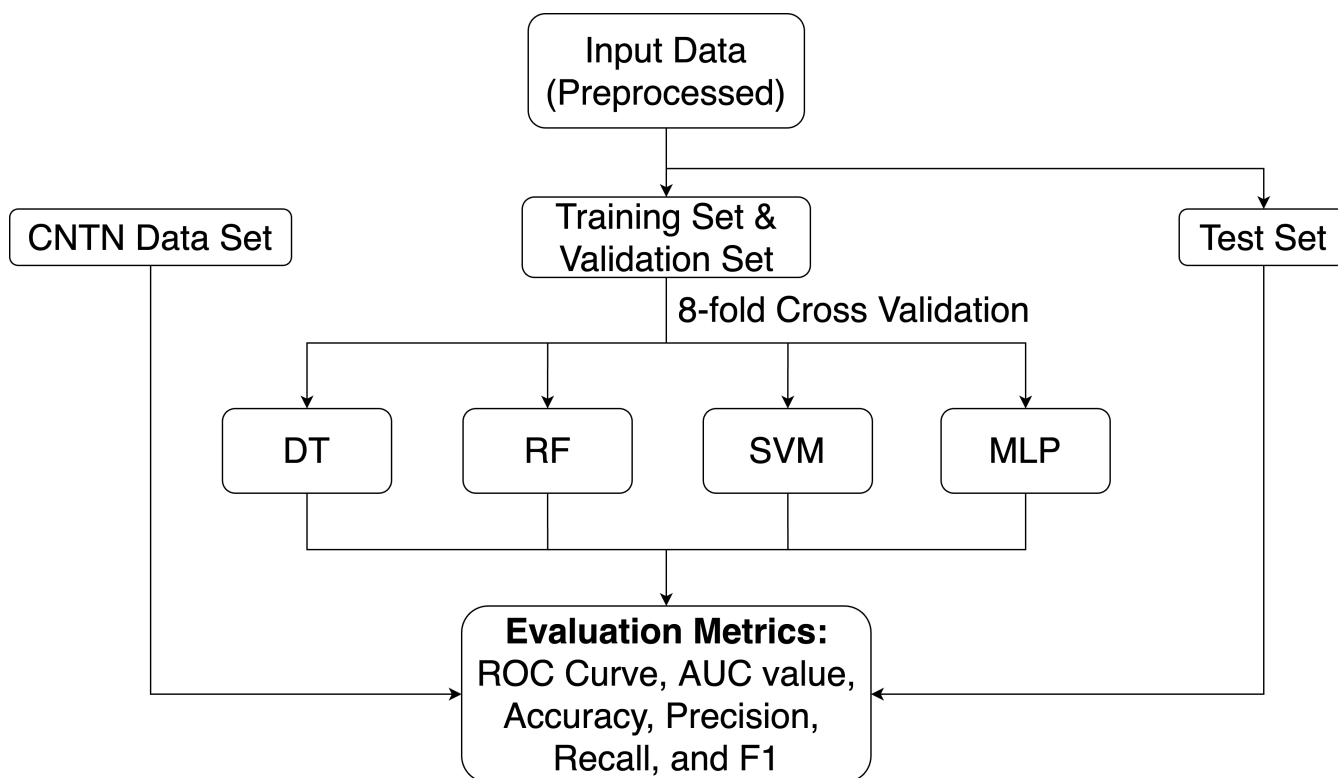 Input Data
(Preprocessed)
CNTN Data Set
Training Set &
Validation Set
Test Set
8-fold Cross Validation
DT
RF
SVM
MLP
Evaluation Metrics:
ROC Curve, AUC value,
Accuracy, Precision,
Recall, and F1